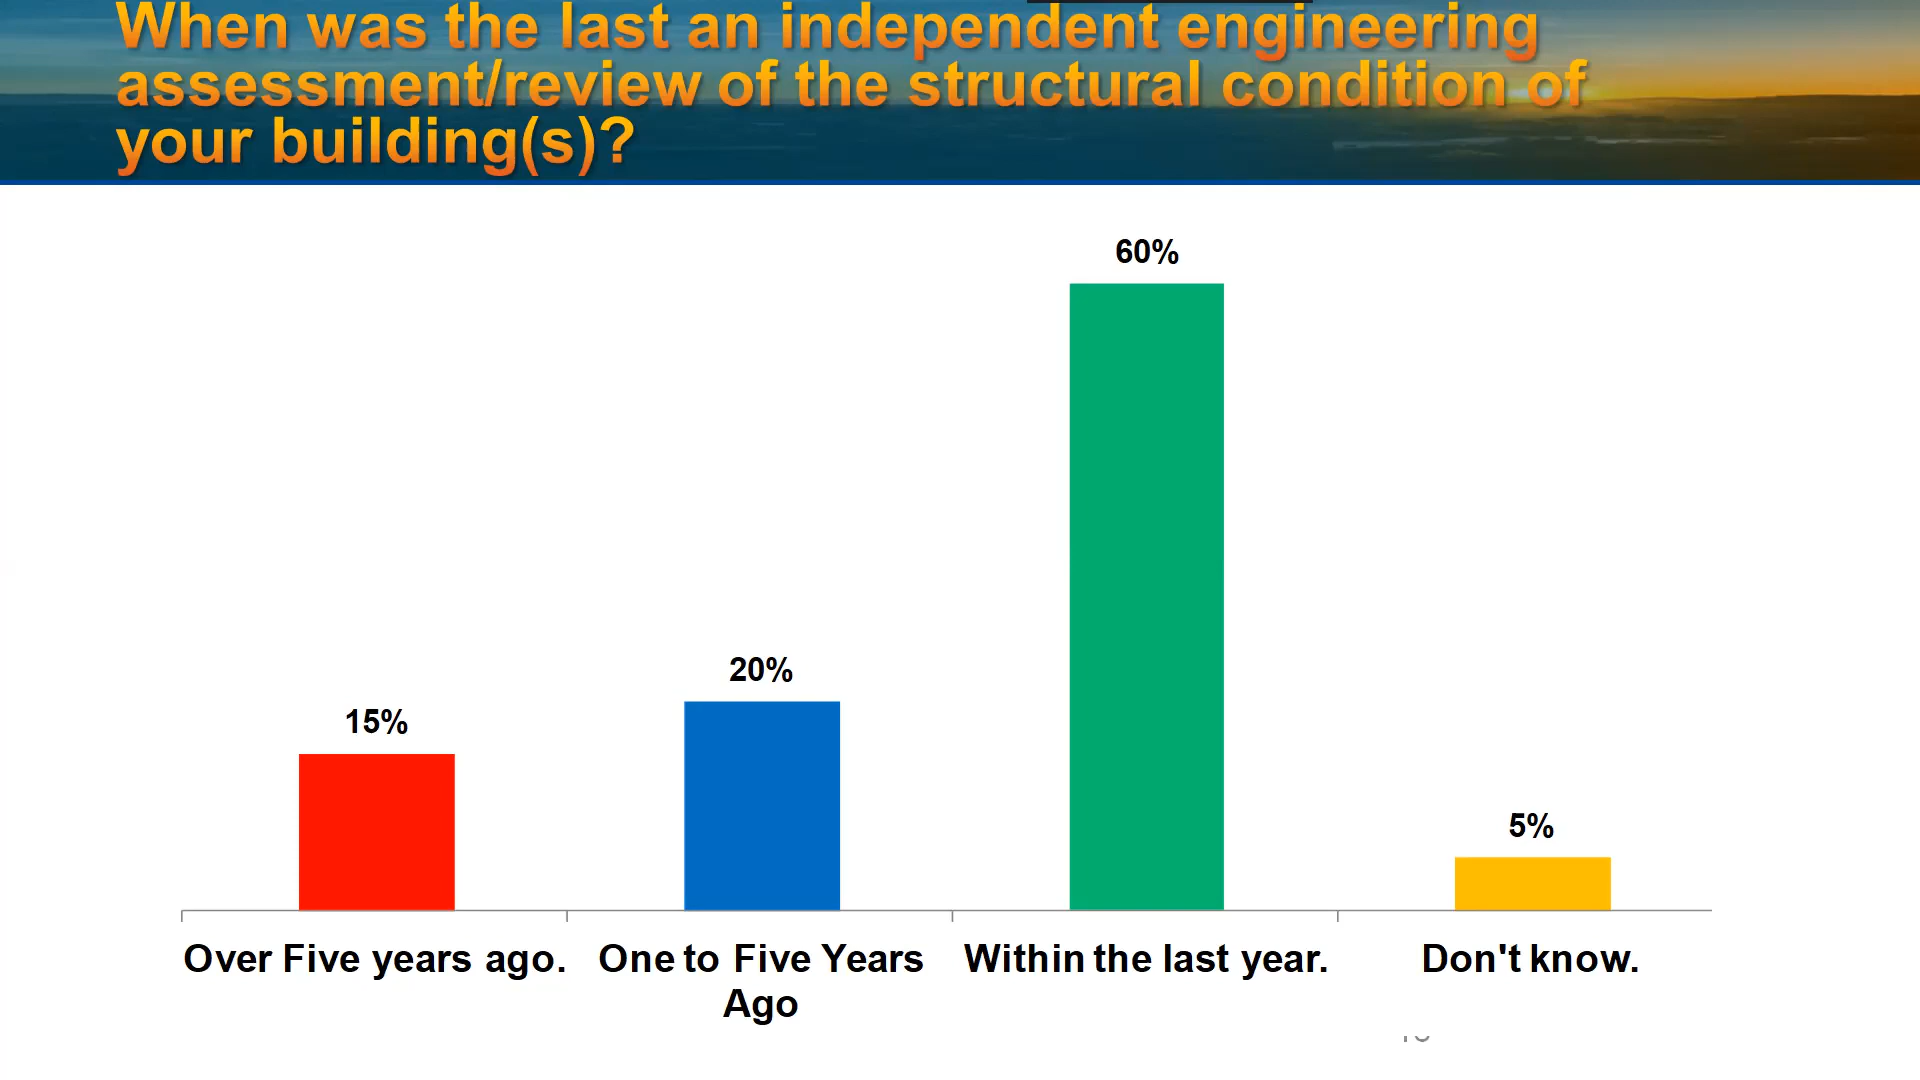 When was the last an independent engineering
assessment/review of the structural condition of
your building(s)?
60%
20%
15%
5%
Over Five years ago.
One to Five Years
Ago
Within the last year.
Don't know.